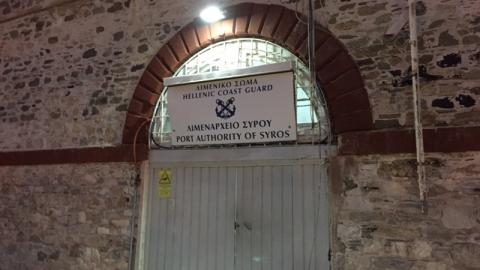 ΛΙΜΕΝΙΚΟ ΣΩΜΑ
HELLENIC COAST GUARD
ΛΙΜΕΝΑΡΧΕΙΟ ΣΥΡΟΥ
PORT AUTHORITY OF SYROS